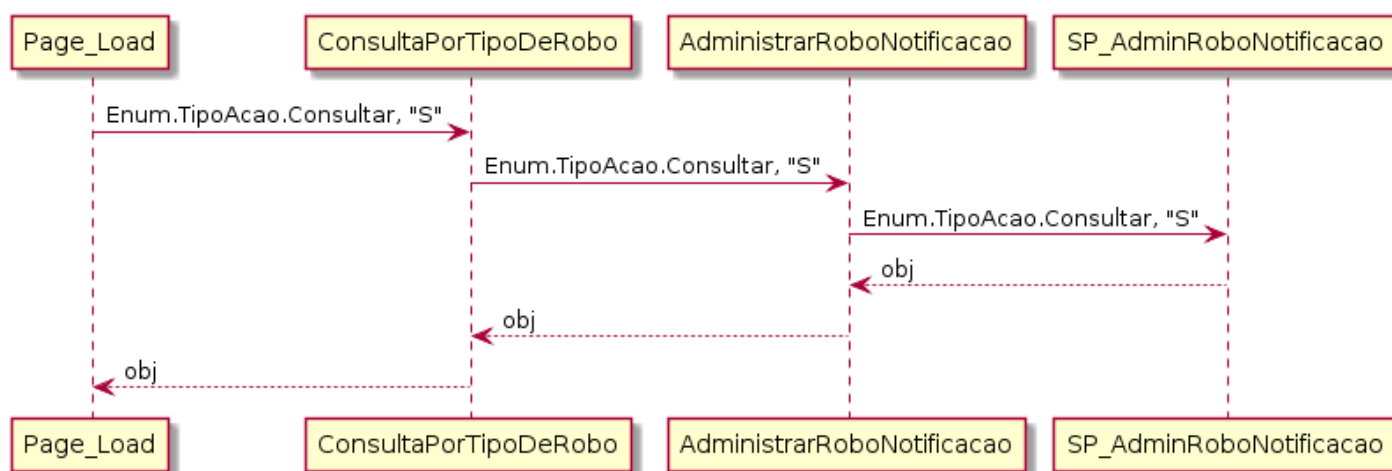 Page_Load ConsultaPorTipoDeRobo AdministrarRoboNotificacao SP_AdminRoboNotificacao
Enum.TipoAcao.Consultar, "S"
Enum.TipoAcao.Consultar, "S"
Enum.TipoAcao.Consultar, "S"
obj
obj
obj
Page_Load ConsultaPorTipoDeRobo AdministrarRoboNotificacao SP_AdminRoboNotificacao